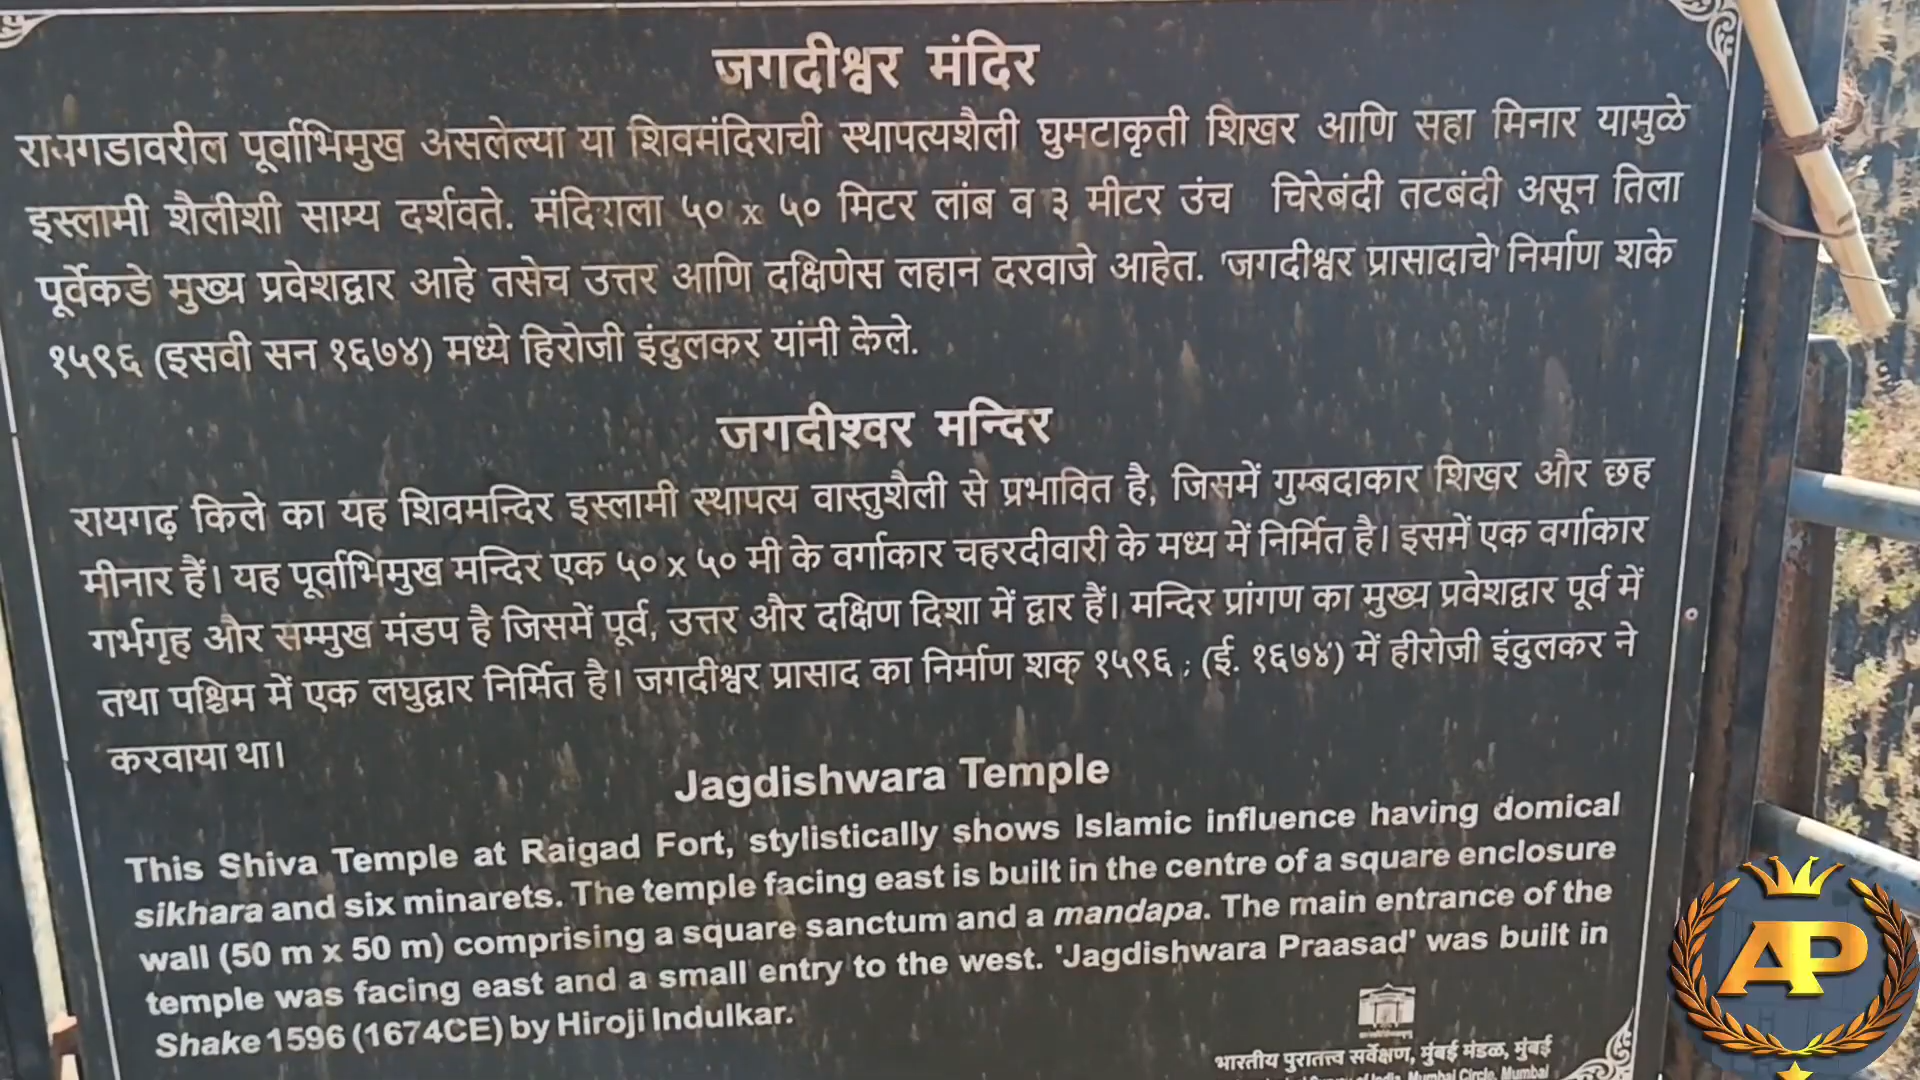 जगदीश्वर मंदिर
रायगडावरील पूर्वाभिमुख असलेल्या या शिवमंदिराची स्थापत्यशैली घुमटाकृती शिखर आणि सहा मिनार यामुळे
इस्लामी शैलीशी साम्य दर्शवते. मंदिराला ५० x ५० मिटर लांब व ३ मीटर उंच चिरेबंदी तटबंदी असून तिला
पूर्वेकडे मुख्य प्रवेशद्वार आहे तसेच उत्तर आणि दक्षिणेस लहान दरवाजे आहेत. 'जगदीश्वर प्रासादाचे' निर्माण शके
१५९६ (इसवी सन १६७४) मध्ये हिरोजी इंदुलकर यांनी केले.
जगदीश्वर मन्दिर
रायगढ़ किले का यह शिवमन्दिर इस्लामी स्थापत्य वास्तुशैली से प्रभावित है, जिसमें गुम्बदाकार शिखर और छह
मीनार हैं। यह पूर्वाभिमुख मन्दिर एक ५० x ५० मी के वर्गाकार चहरदीवारी के मध्य में निर्मित है। इसमें एक वर्गाकार
गर्भगृह और सम्मुख मंडप है जिसमें पूर्व, उत्तर और दक्षिण दिशा में द्वार हैं। मन्दिर प्रांगण का मुख्य प्रवेशद्वार पूर्व में
तथा पश्चिम में एक लघुद्वार निर्मित है। जगदीश्वर प्रासाद का निर्माण शक् १५९६ ; (ई. १६७४) में हीरोजी इंदुलकर ने
करवाया था।
Jagdishwara Temple
This Shiva Temple at Raigad Fort, stylistically shows Islamic influence having domical
sikhara and six minarets. The temple facing east is built in the centre of a square enclosure
wall (50 m x 50 m) comprising a square sanctum and a mandapa. The main entrance of the
temple was facing east and a small entry to the west. 'Jagdishwara Praasad' was built in
Shake 1596 (1674CE) by Hiroji Indulkar.
भारतीय पुरातत्त्व सर्वेक्षण, मुंबई मंडळ, मुंबई
of India, Mumbai Circle, Mumbai
AP